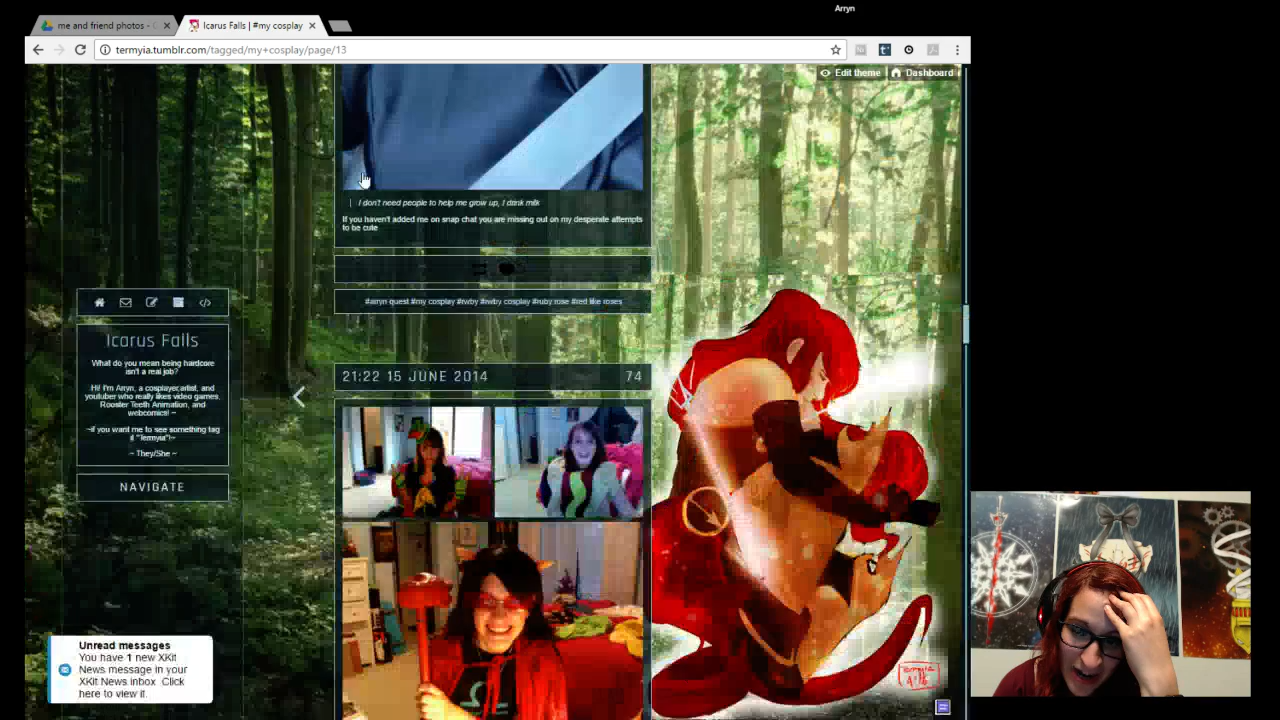 Arryn
me and friend photos -
Icarus Falls | #my cosplay
termyia.tumblr.com/tagged/my+cosplay/page/13
Edit theme
Dashboard
I don't need people to help me grow up, I drink milk
If you haven't added me on snap chat you are missing out on my desperate attempts
to be cute
#arryn quest #my cosplay #rwby #rwby cosplay #ruby rose #red like roses
Icarus Falls
What do you mean being hardcore
isn't a real job?
Hi! I'm Arryn, a cosplayer,artist, and
youtuber who really likes video games,
Rooster Teeth Animation, and
webcomics! ~
~if you want me to see something tag
it "Termyia"!~
~ They/She ~
NAVIGATE
21:22 15 JUNE 2014
74
Unread messages
You have 1 new XKit
News message in your
XKit News inbox. Click
here to view it.
Termyia